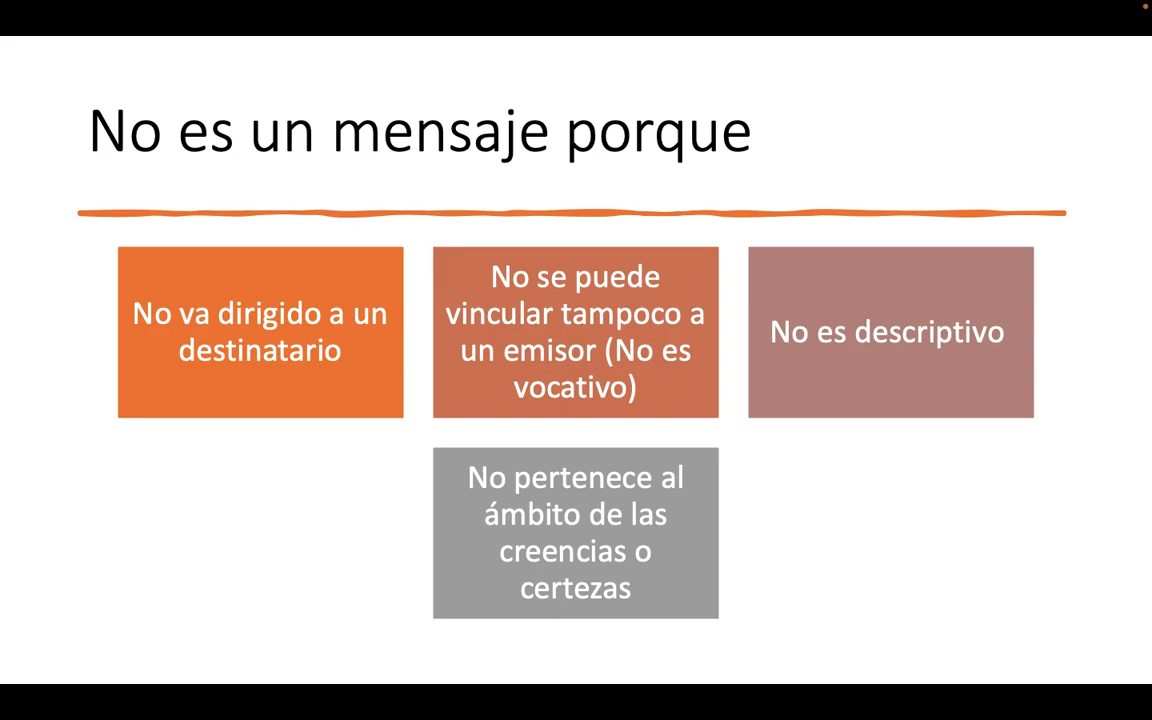 No es un mensaje porque
No va dirigido a un
destinatario
No se puede
vincular tampoco a
un emisor (No es
vocativo)
No es descriptivo
No pertenece al
ámbito de las
creencias o
certezas